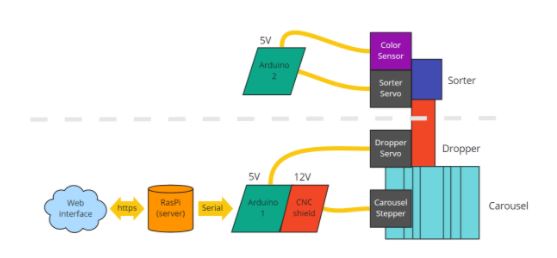 5V
Color
Sensor
Arduino
2
Sorter
Servo
Sorter
Dropper
Servo
Dropper
5V
12V
Web
interface
https
RasPi
(server)
Serial
Arduino
1
CNC
shield
Carousel
Stepper
Carousel